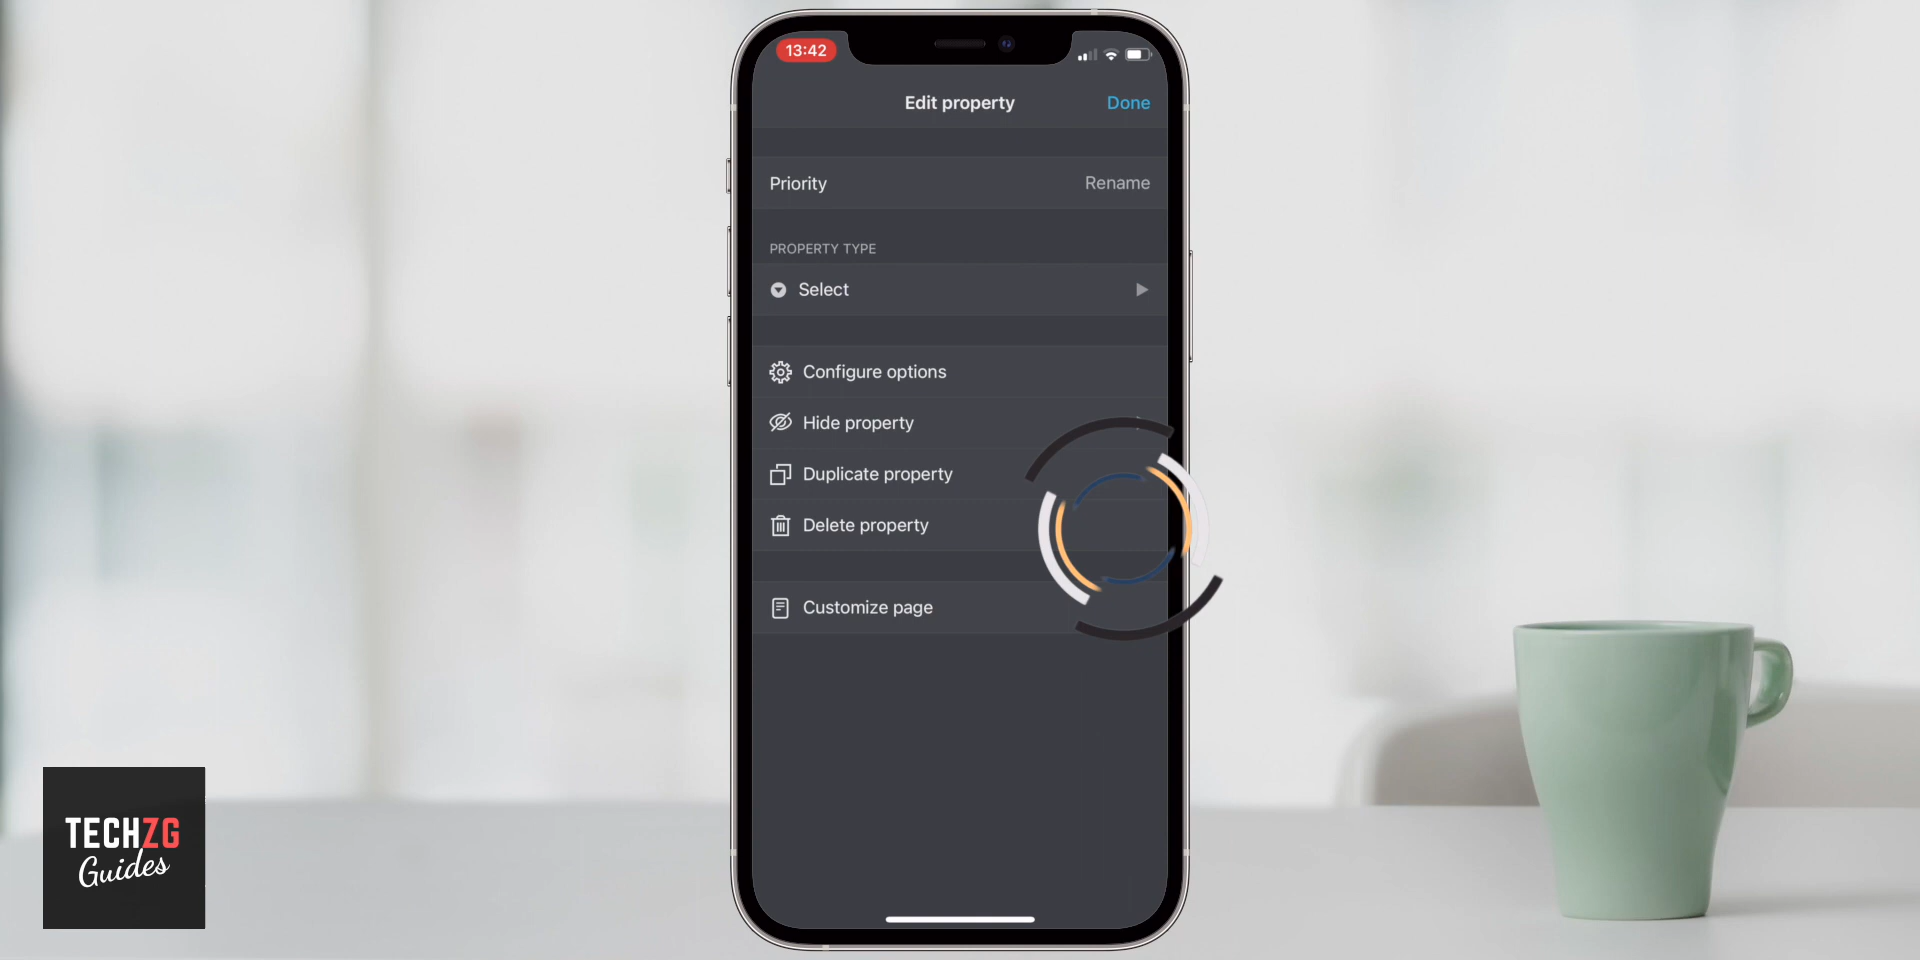 13:42
Edit property
Done
Priority
Rename
PROPERTY TYPE
Select
Configure options
Hide property
Duplicate property
Delete property
Customize page
TECHZG
Guides